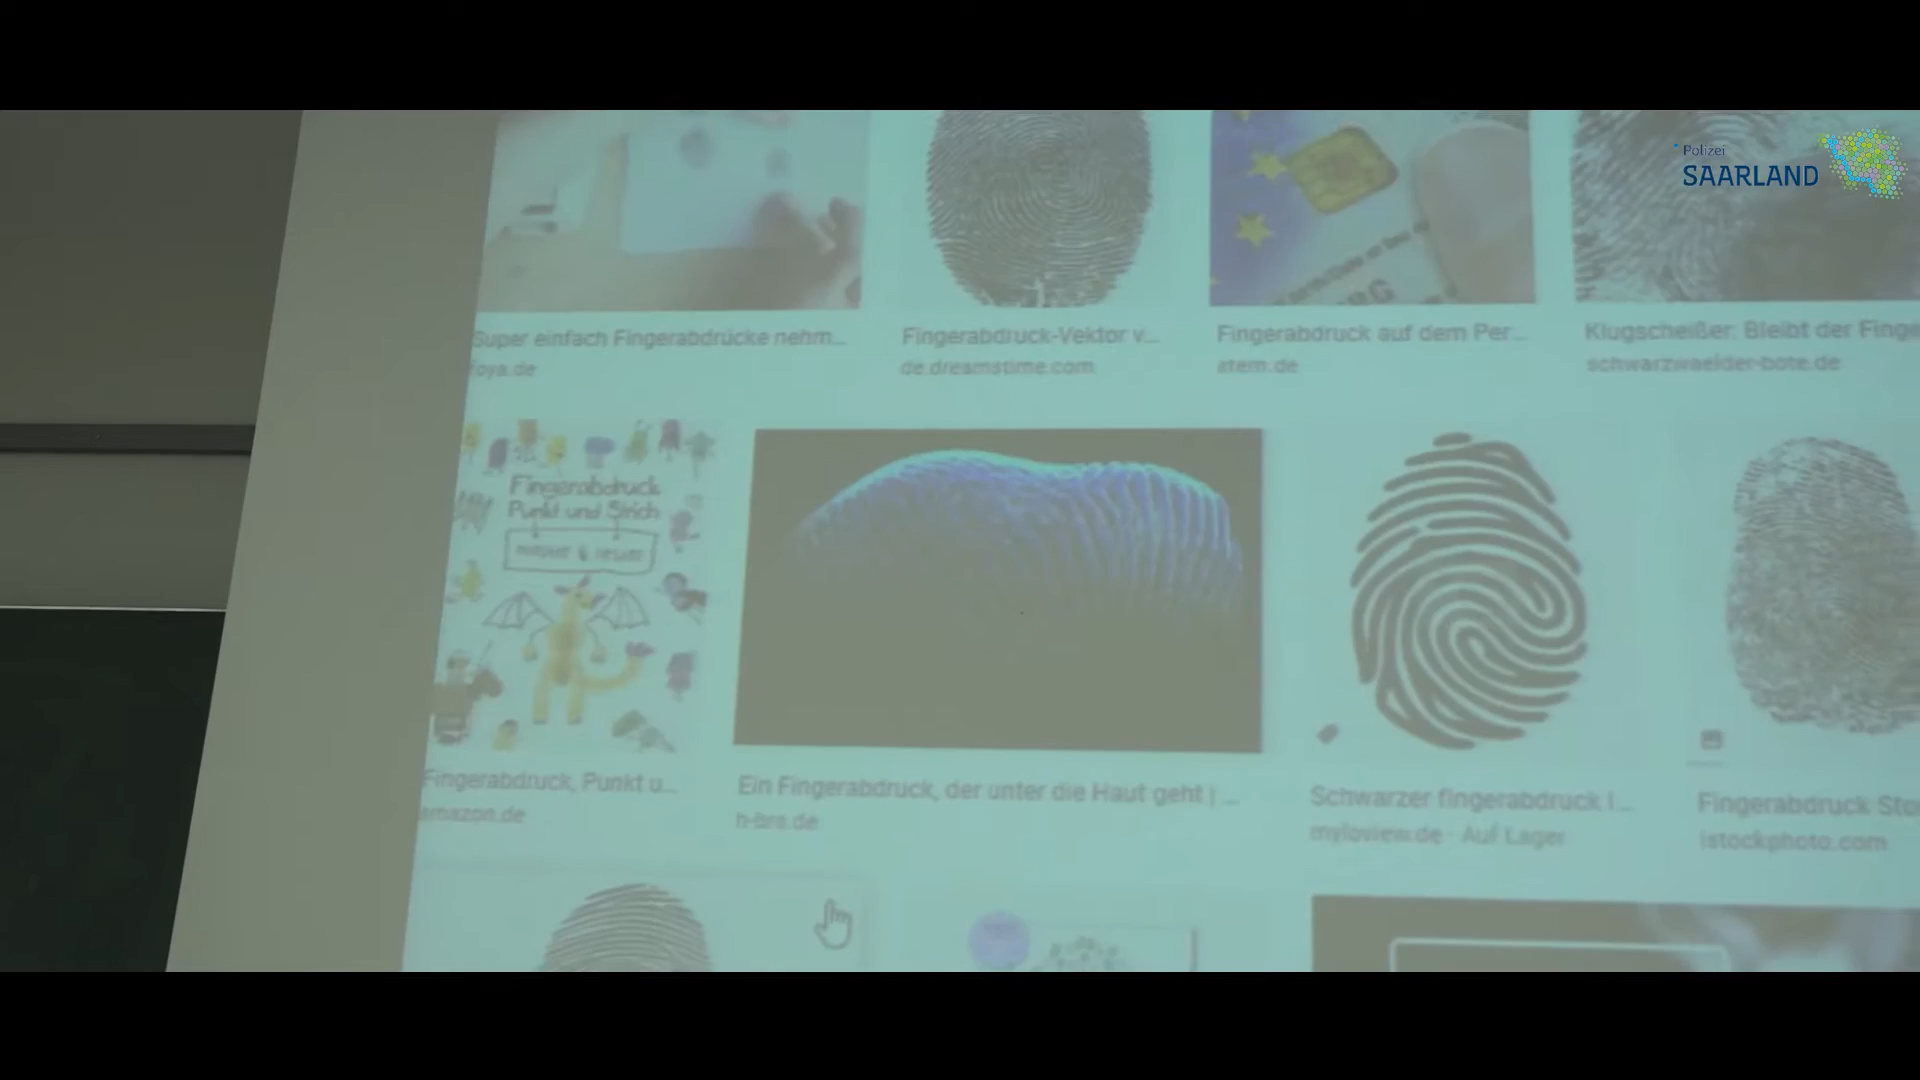 Polizei
SAARLAND
Super einfach Fingerabdrücke nehm...
Fingerabdruck-Vektor v...
de.dreamstime.com
Fingerabdruck auf dem Per...
stern.de
Klugscheißer: Bleibt der Finge
schwarzwaelder-bote.de
Fingerabdruck
Punkt und Strich
Fingerabdruck, Punkt u...
amazon.de
Ein Fingerabdruck, der unter die Haut geht | ...
h-brs.de
Schwarzer fingerabdruck l...
myloview.de · Auf Lager
Fingerabdruck Sto
istockphoto.com